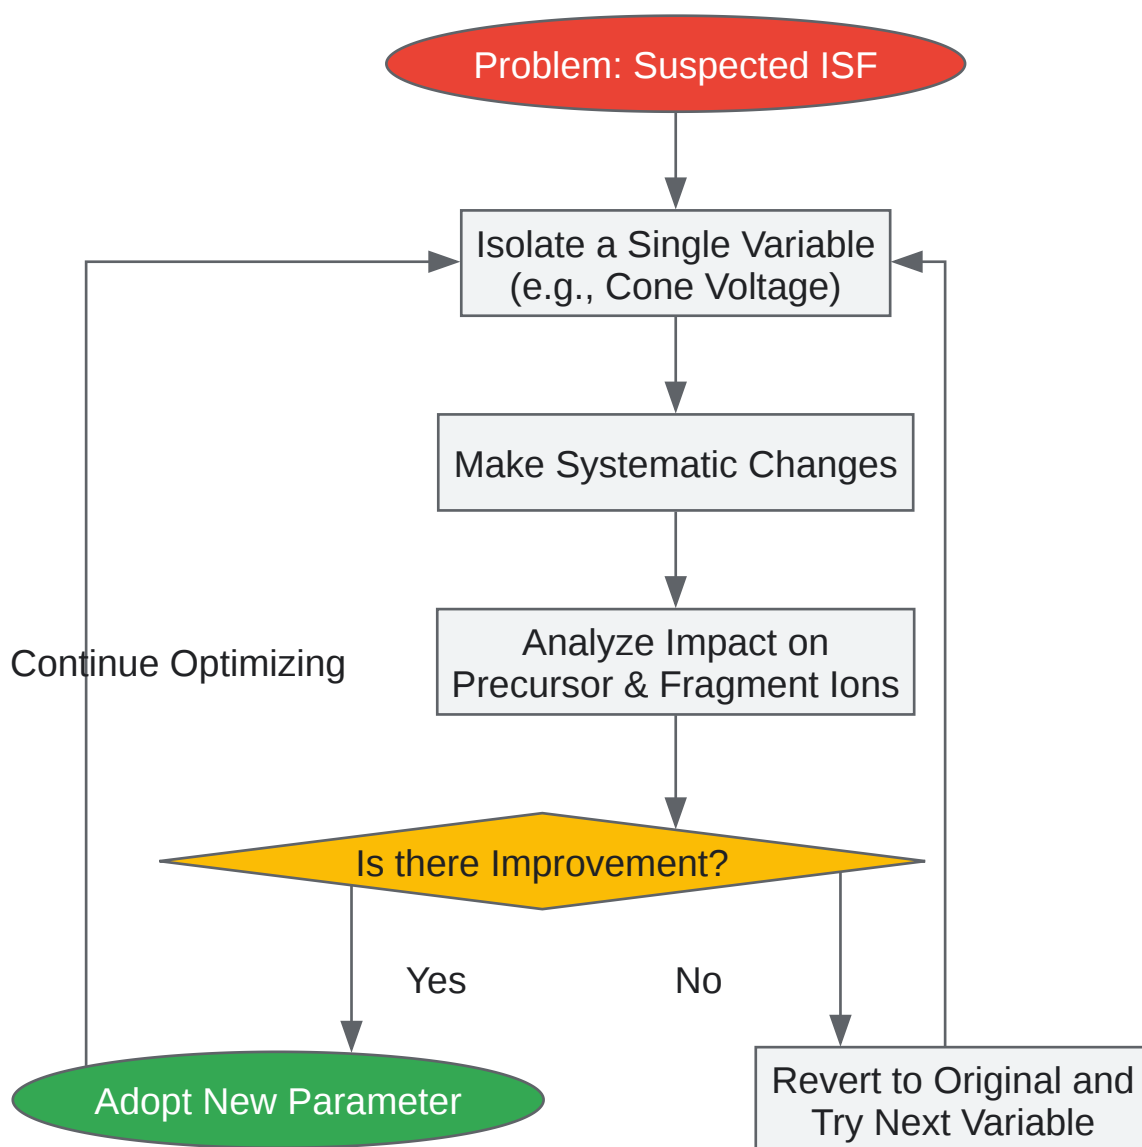 Problem: Suspected ISF
Isolate a Single Variable
(e.g., Cone Voltage)
Make Systematic Changes
Analyze Impact on
Precursor & Fragment Ions
Continue Optimizing
Is there Improvement?
Yes
No
Adopt New Parameter
Revert to Original and
Try Next Variable